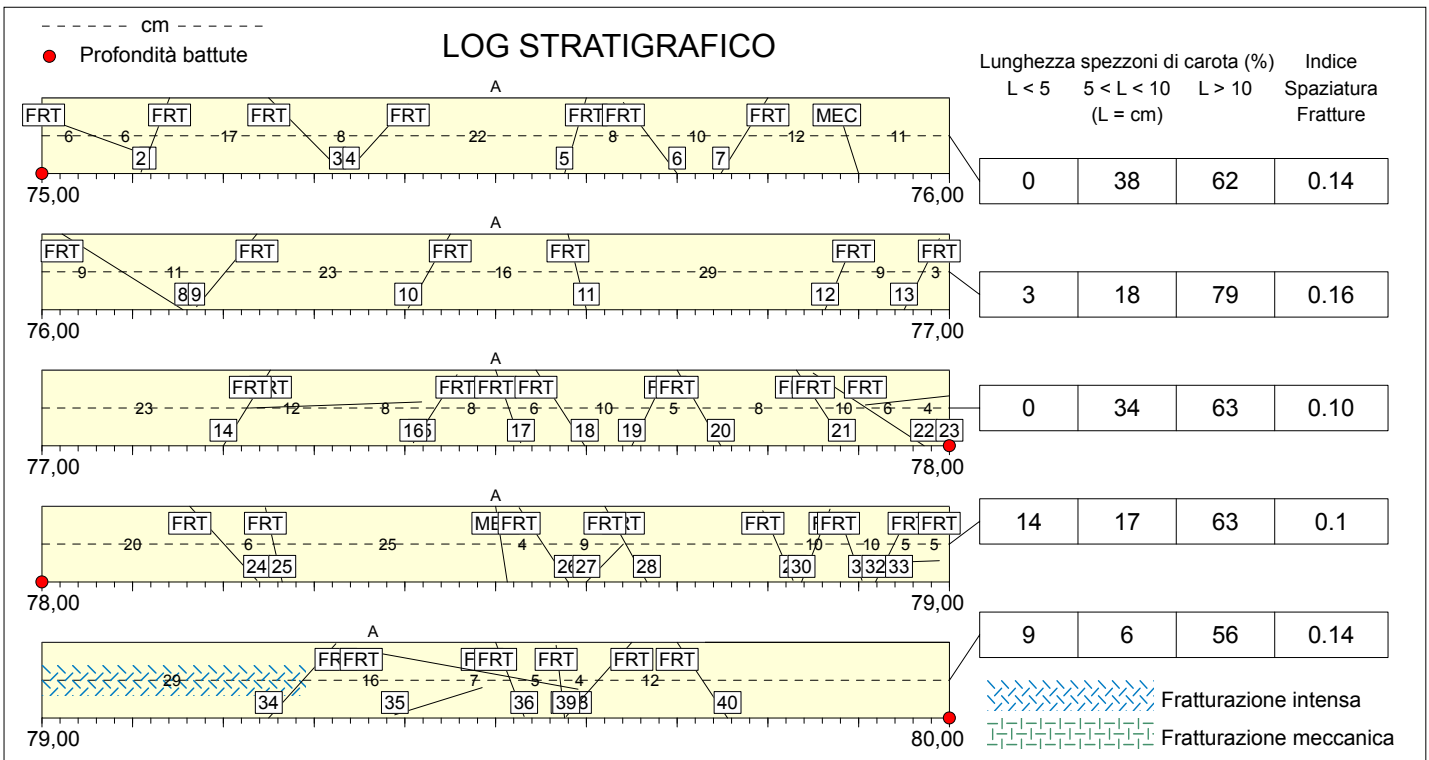 cm
Profondità battute
LOG STRATIGRAFICO
Lunghezza spezzoni di carota (%) Indice
L < 5 5 < L < 10 L > 10 Spaziatura
(L = cm) Fratture
A
FRT FRT FRT FRT FRT FRT FRT MEC
6 6 17 8 22 8 10 12 11
2 3 4 5 6 7
75,00 76,00
0 38 62 0.14
A
FRT FRT FRT FRT FRT FRT
9 11 23 16 29 9 3
8 9 10 11 12 13
76,00 77,00
3 18 79 0.16
A
FRT FRT FRT FRT FRT FRT FRT
23 12 8 8 6 10 5 8 10 6 4
14 16 17 18 19 20 21 22 23
77,00 78,00
0 34 63 0.10
A
FRT FRT FRT FRT FRT FRT FRT
20 6 25 4 9 10 10 5 5
24 25 26 27 28 30 32 33
78,00 79,00
14 17 63 0.1
A
FRT FRT FRT FRT FRT
29 16 7 5 4 12
34 35 36 39 40
79,00 80,00
9 6 56 0.14
Fratturazione intensa
Fratturazione meccanica